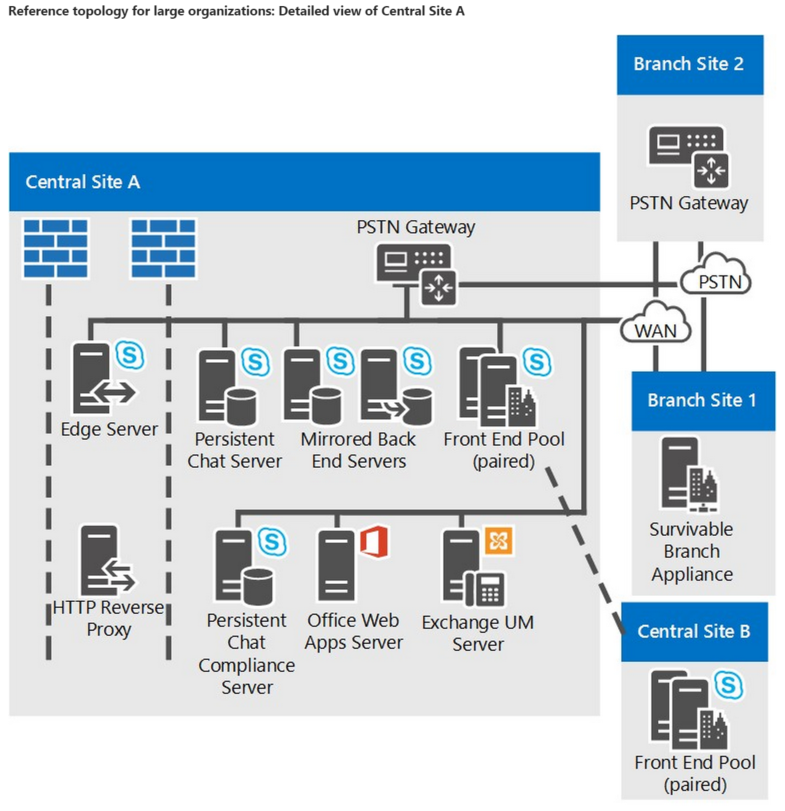 Reference topology for large organizations: Detailed view of Central Site A
Branch Site 2
PSTN Gateway
Central Site A
PSTN Gateway
PSTN
WAN
S
S
S
S
S
Edge Server
Persistent
Chat Server
Mirrored Back
End Servers
Front End Pool
(paired)
Branch Site 1
Survivable
Branch
Appliance
S
HTTP Reverse
Proxy
Persistent
Chat
Compliance
Server
Office Web
Apps Server
Exchange UM
Server
Central Site B
S
Front End Pool
(paired)